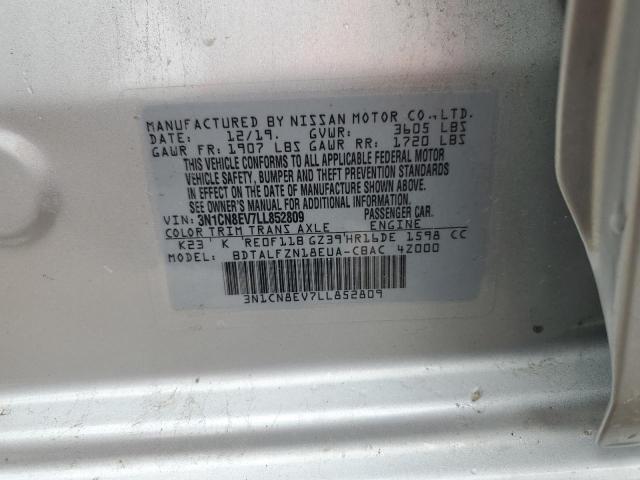 MANUFACTURED BY NISSAN MOTOR CO.,LTD.
DATE: 12/19. GVWR: 3605 LBS
GAWR FR: 1907 LBS GAWR RR: 1720 LBS
THIS VEHICLE CONFORMS TO ALL APPLICABLE FEDERAL MOTOR
VEHICLE SAFETY, BUMPER AND THEFT PREVENTION STANDARDS
IN EFFECT ON THE DATE OF MANUFACTURE SHOWN ABOVE.
SEE OWNER'S MANUAL FOR ADDITIONAL INFORMATION.
VIN: 3N1CN8EV7LL852809 PASSENGER CAR.
COLOR TRIM TRANS AXLE ENGINE
K23 K RE0F11B GZ39 HR16DE 1598 CC
MODEL: BDTALFZN18EUA-CBAC 4Z000
3N1CN8EV7LL852809